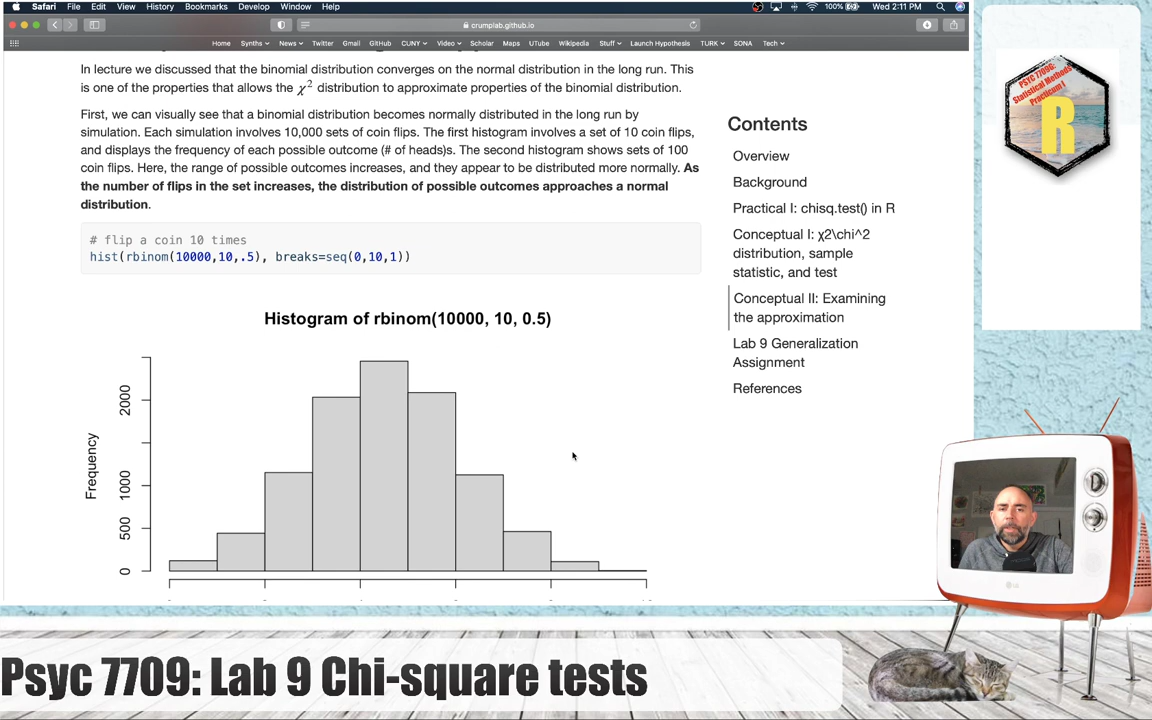 Safari File Edit View History Bookmarks Develop Window Help 100% Wed 2:11 PM
crumplab.github.io
Home Synths News Twitter Gmail GitHub CUNY Video Scholar Maps UTube Wikipedia Stuff Launch Hypothesis TURK SONA Tech
In lecture we discussed that the binomial distribution converges on the normal distribution in the long run. This
is one of the properties that allows the χ² distribution to approximate properties of the binomial distribution.
First, we can visually see that a binomial distribution becomes normally distributed in the long run by
simulation. Each simulation involves 10,000 sets of coin flips. The first histogram involves a set of 10 coin flips,
and displays the frequency of each possible outcome (# of heads)s. The second histogram shows sets of 100
coin flips. Here, the range of possible outcomes increases, and they appear to be distributed more normally. As
the number of flips in the set increases, the distribution of possible outcomes approaches a normal
distribution.
# flip a coin 10 times
hist(rbinom(10000,10,.5), breaks=seq(0,10,1))
Histogram of rbinom(10000, 10, 0.5)
Frequency
2000
1000
500
0
Contents
Overview
Background
Practical I: chisq.test() in R
Conceptual I: χ2\chi^2
distribution, sample
statistic, and test
Conceptual II: Examining
the approximation
Lab 9 Generalization
Assignment
References
PSYC 7709G:
Statistical Methods
Practicum I
R
LG
Psyc 7709: Lab 9 Chi-square tests